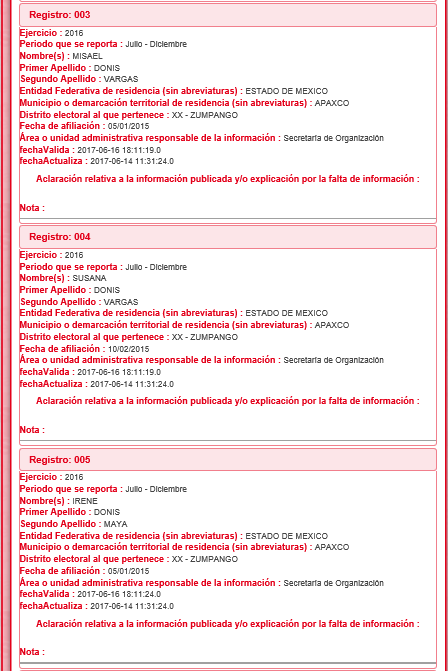 Registro: 003
Ejercicio : 2016
Periodo que se reporta : Julio - Diciembre
Nombre(s) : MISAEL
Primer Apellido : DONIS
Segundo Apellido : VARGAS
Entidad Federativa de residencia (sin abreviaturas) : ESTADO DE MEXICO
Municipio o demarcación territorial de residencia (sin abreviaturas) : APAXCO
Distrito electoral al que pertenece : XX - ZUMPANGO
Fecha de afiliación : 05/01/2015
Área o unidad administrativa responsable de la información : Secretaría de Organización
fechaValida : 2017-06-16 18:11:19.0
fechaActualiza : 2017-06-14 11:31:24.0
Aclaración relativa a la información publicada y/o explicación por la falta de información :
Nota :
Registro: 004
Ejercicio : 2016
Periodo que se reporta : Julio - Diciembre
Nombre(s) : SUSANA
Primer Apellido : DONIS
Segundo Apellido : VARGAS
Entidad Federativa de residencia (sin abreviaturas) : ESTADO DE MEXICO
Municipio o demarcación territorial de residencia (sin abreviaturas) : APAXCO
Distrito electoral al que pertenece : XX - ZUMPANGO
Fecha de afiliación : 10/02/2015
Área o unidad administrativa responsable de la información : Secretaría de Organización
fechaValida : 2017-06-16 18:11:19.0
fechaActualiza : 2017-06-14 11:31:24.0
Aclaración relativa a la información publicada y/o explicación por la falta de información :
Nota :
Registro: 005
Ejercicio : 2016
Periodo que se reporta : Julio - Diciembre
Nombre(s) : IRENE
Primer Apellido : DONIS
Segundo Apellido : MAYA
Entidad Federativa de residencia (sin abreviaturas) : ESTADO DE MEXICO
Municipio o demarcación territorial de residencia (sin abreviaturas) : APAXCO
Distrito electoral al que pertenece : XX - ZUMPANGO
Fecha de afiliación : 05/01/2015
Área o unidad administrativa responsable de la información : Secretaría de Organización
fechaValida : 2017-06-16 18:11:24.0
fechaActualiza : 2017-06-14 11:31:24.0
Aclaración relativa a la información publicada y/o explicación por la falta de información :
Nota :